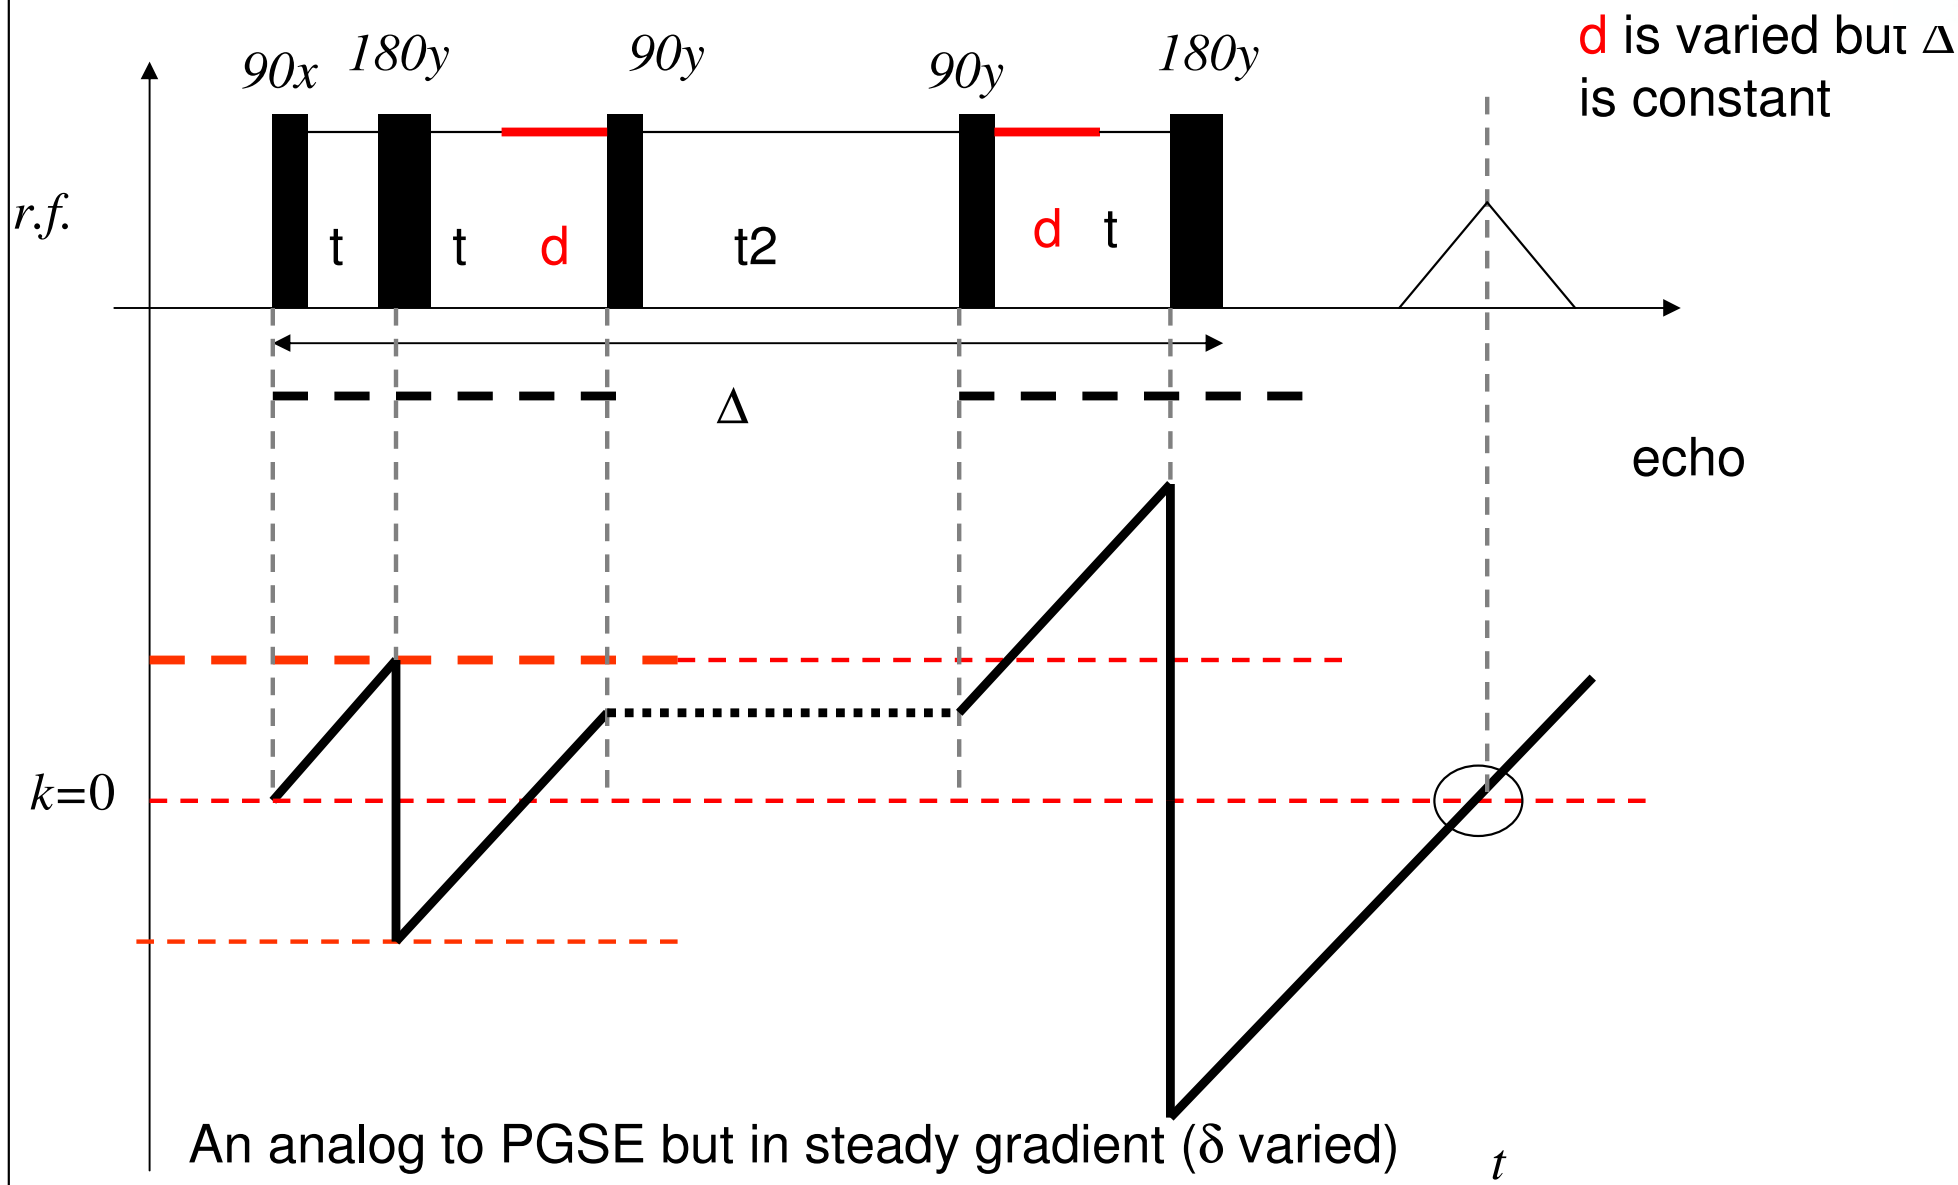 d is varied but Δ
is constant
90x 180y 90y 90y 180y
r.f.
t t d t2 d t
Δ
echo
k=0
An analog to PGSE but in steady gradient (δ varied)
t